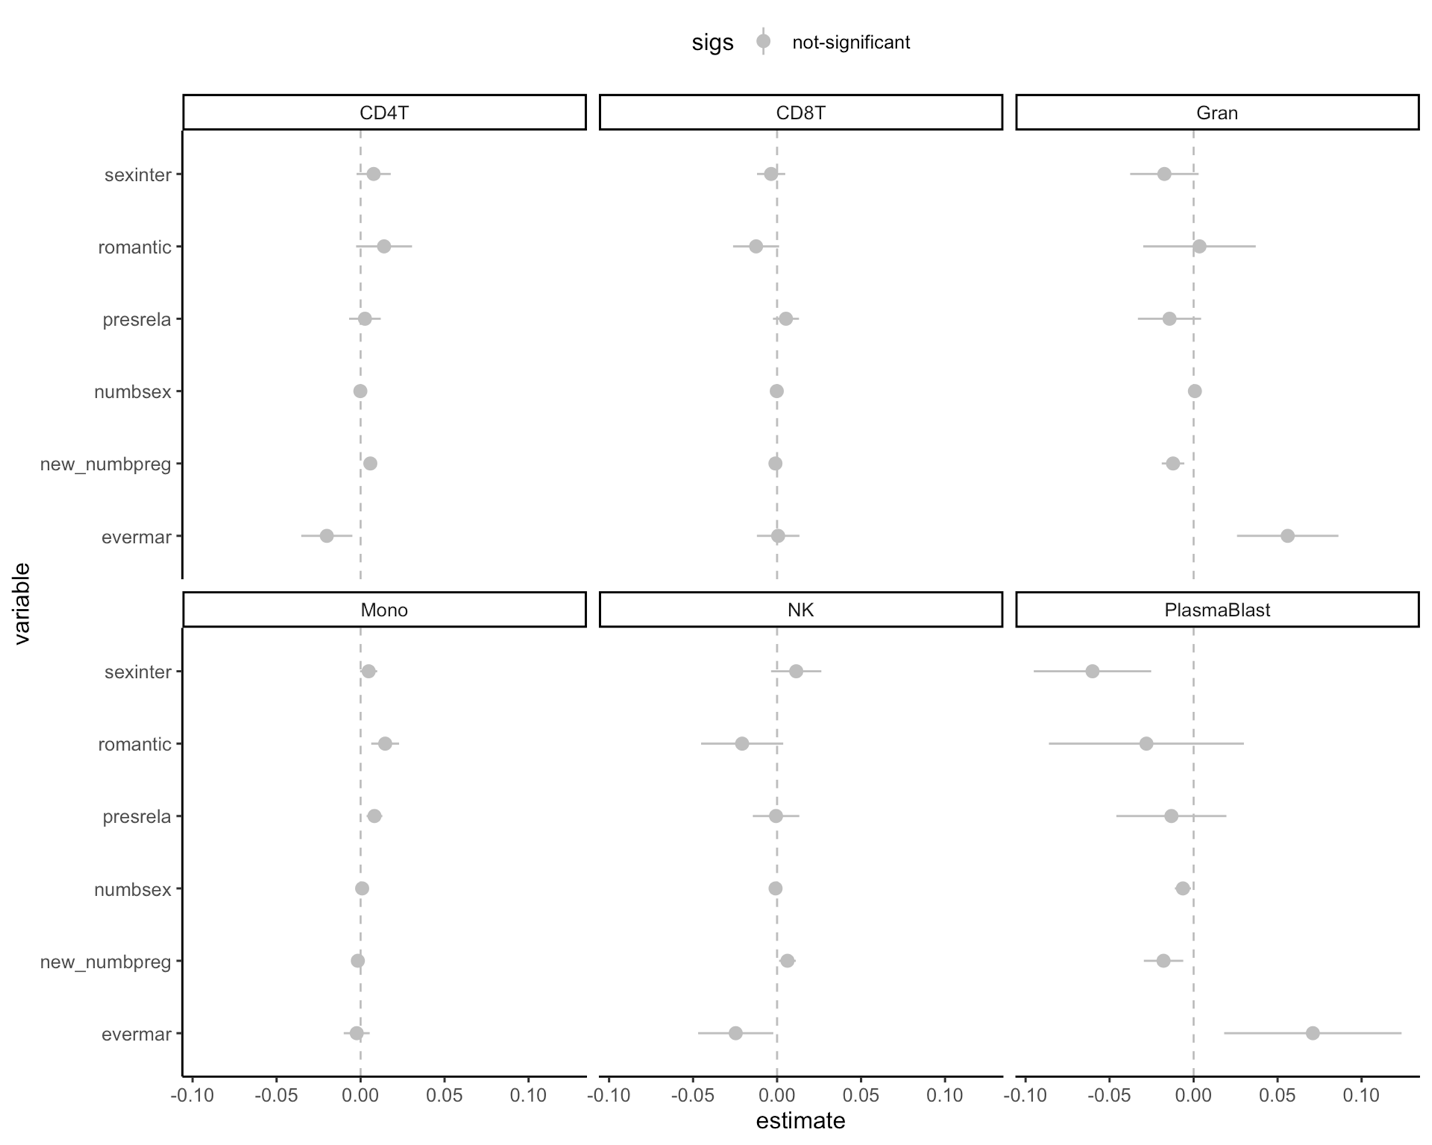 sigs not-significant
CD4T CD8T Gran
sexinter
romantic
presrela
numbsex
new_numbpreg
evermar
variable
Mono NK PlasmaBlast
sexinter
romantic
presrela
numbsex
new_numbpreg
evermar
-0.10 -0.05 0.00 0.05 0.10 -0.10 -0.05 0.00 0.05 0.10 -0.10 -0.05 0.00 0.05 0.10
estimate